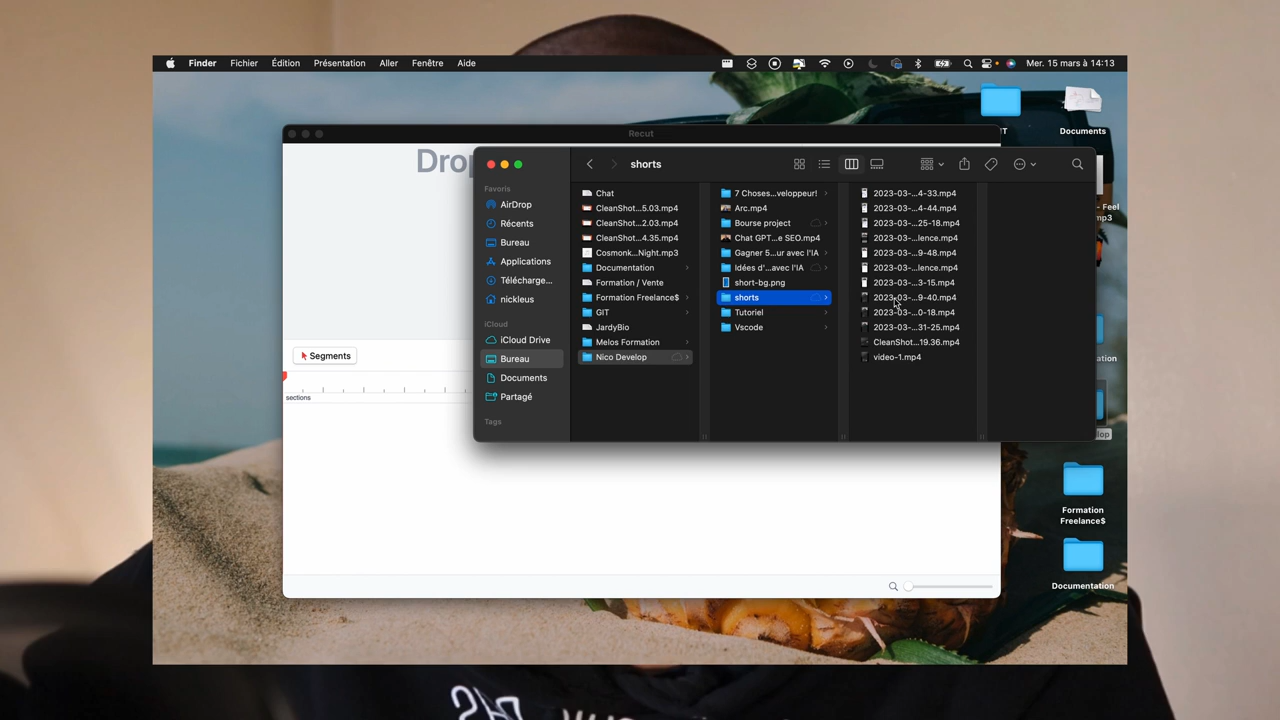 Finder Fichier Édition Présentation Aller Fenêtre Aide Mer. 15 mars à 14:13
Documents
Recut
Drop
shorts
Favoris
AirDrop
Récents
Bureau
Applications
Télécharge...
nickleus
iCloud
iCloud Drive
Bureau
Documents
Partagé
Tags
Chat
CleanShot...5.03.mp4
CleanShot...2.03.mp4
CleanShot...4.35.mp4
Cosmonk...Night.mp3
Documentation
Formation / Vente
Formation Freelance$
GIT
JardyBio
Melos Formation
Nico Develop
7 Choses...veloppeur!
Arc.mp4
Bourse project
Chat GPT...e SEO.mp4
Gagner 5...ur avec l'IA
Idées d'...avec l'IA
short-bg.png
shorts
Tutoriel
Vscode
2023-03-...4-33.mp4
2023-03-...4-44.mp4
2023-03-...25-18.mp4
2023-03-...lence.mp4
2023-03-...9-48.mp4
2023-03-...lence.mp4
2023-03-...3-15.mp4
2023-03-...9-40.mp4
2023-03-...0-18.mp4
2023-03-...31-25.mp4
CleanShot...19.36.mp4
video-1.mp4
- Feel
mp3
ation
lop
Segments
sections
Formation
Freelance$
Documentation